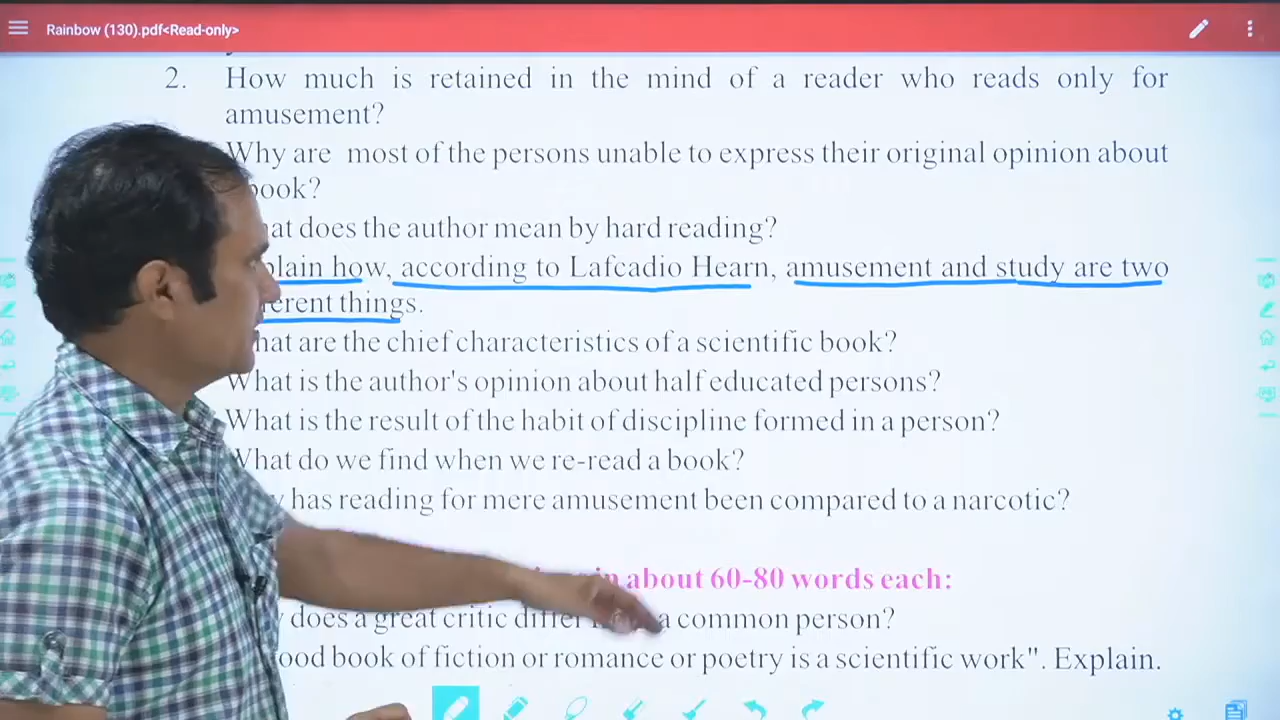 Rainbow (130).pdf<Read-only>
2. How much is retained in the mind of a reader who reads only for
amusement?
Why are most of the persons unable to express their original opinion about
book?
does the author mean by hard reading?
how, according to Lafcadio Hearn, amusement and study are two
things.
are the chief characteristics of a scientific book?
What is the author's opinion about half educated persons?
What is the result of the habit of discipline formed in a person?
What do we find when we re-read a book?
has reading for mere amusement been compared to a narcotic?
in about 60-80 words each:
does a great critic differ a common person?
book of fiction or romance or poetry is a scientific work". Explain.